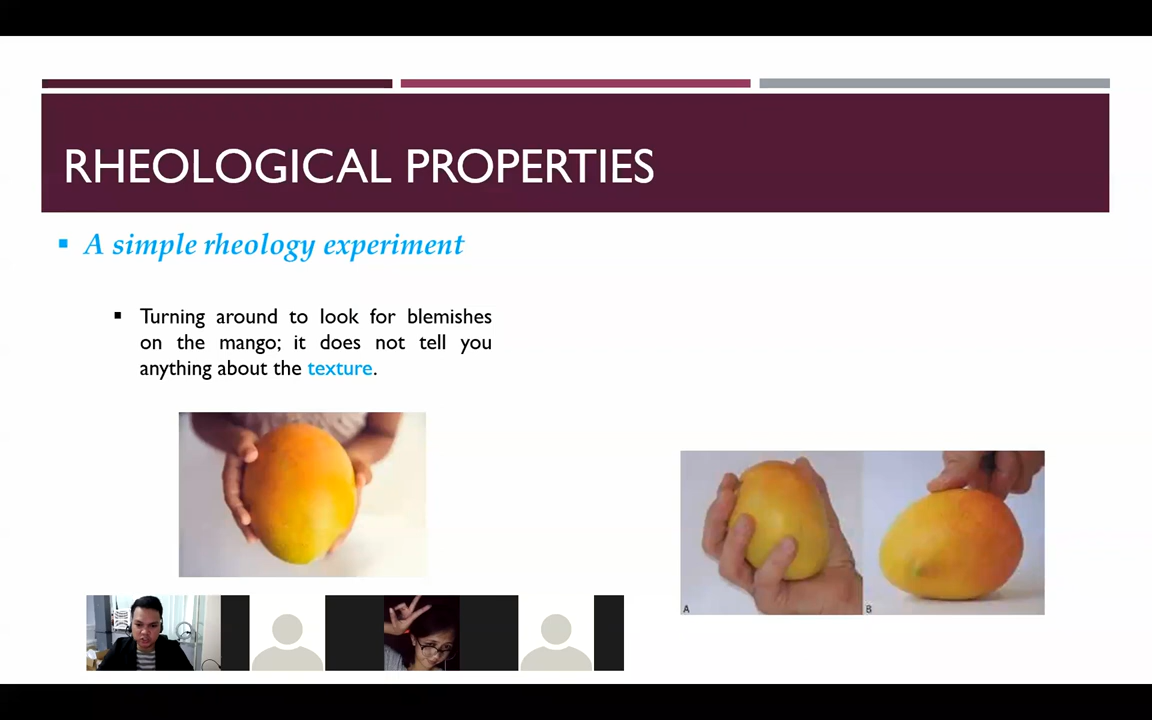 RHEOLOGICAL PROPERTIES
A simple rheology experiment
Turning around to look for blemishes
on the mango; it does not tell you
anything about the texture.
A
B